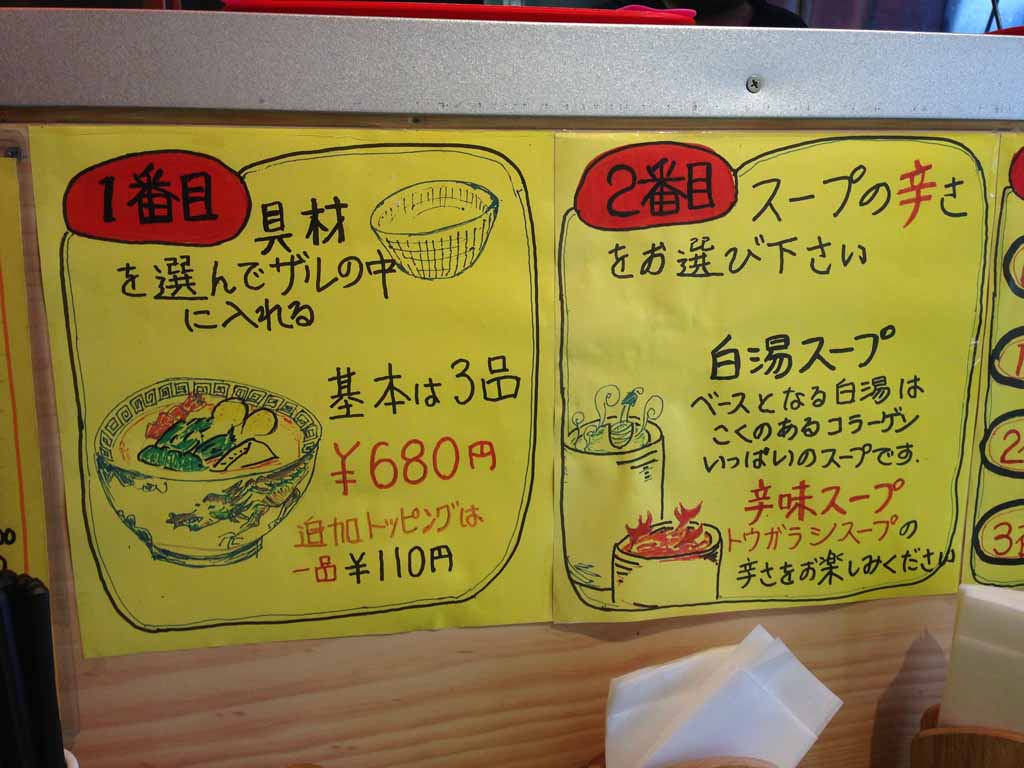 1番目
具材
を選んでザルの中
に入れる
基本は3品
¥680円
追加トッピングは
一品¥110円
2番目
スープの辛さ
をお選び下さい
白湯スープ
ベースとなる白湯は
こくのあるコラーゲン
いっぱいのスープです.
辛味スープ
トウガラシスープの
辛さをお楽しみください